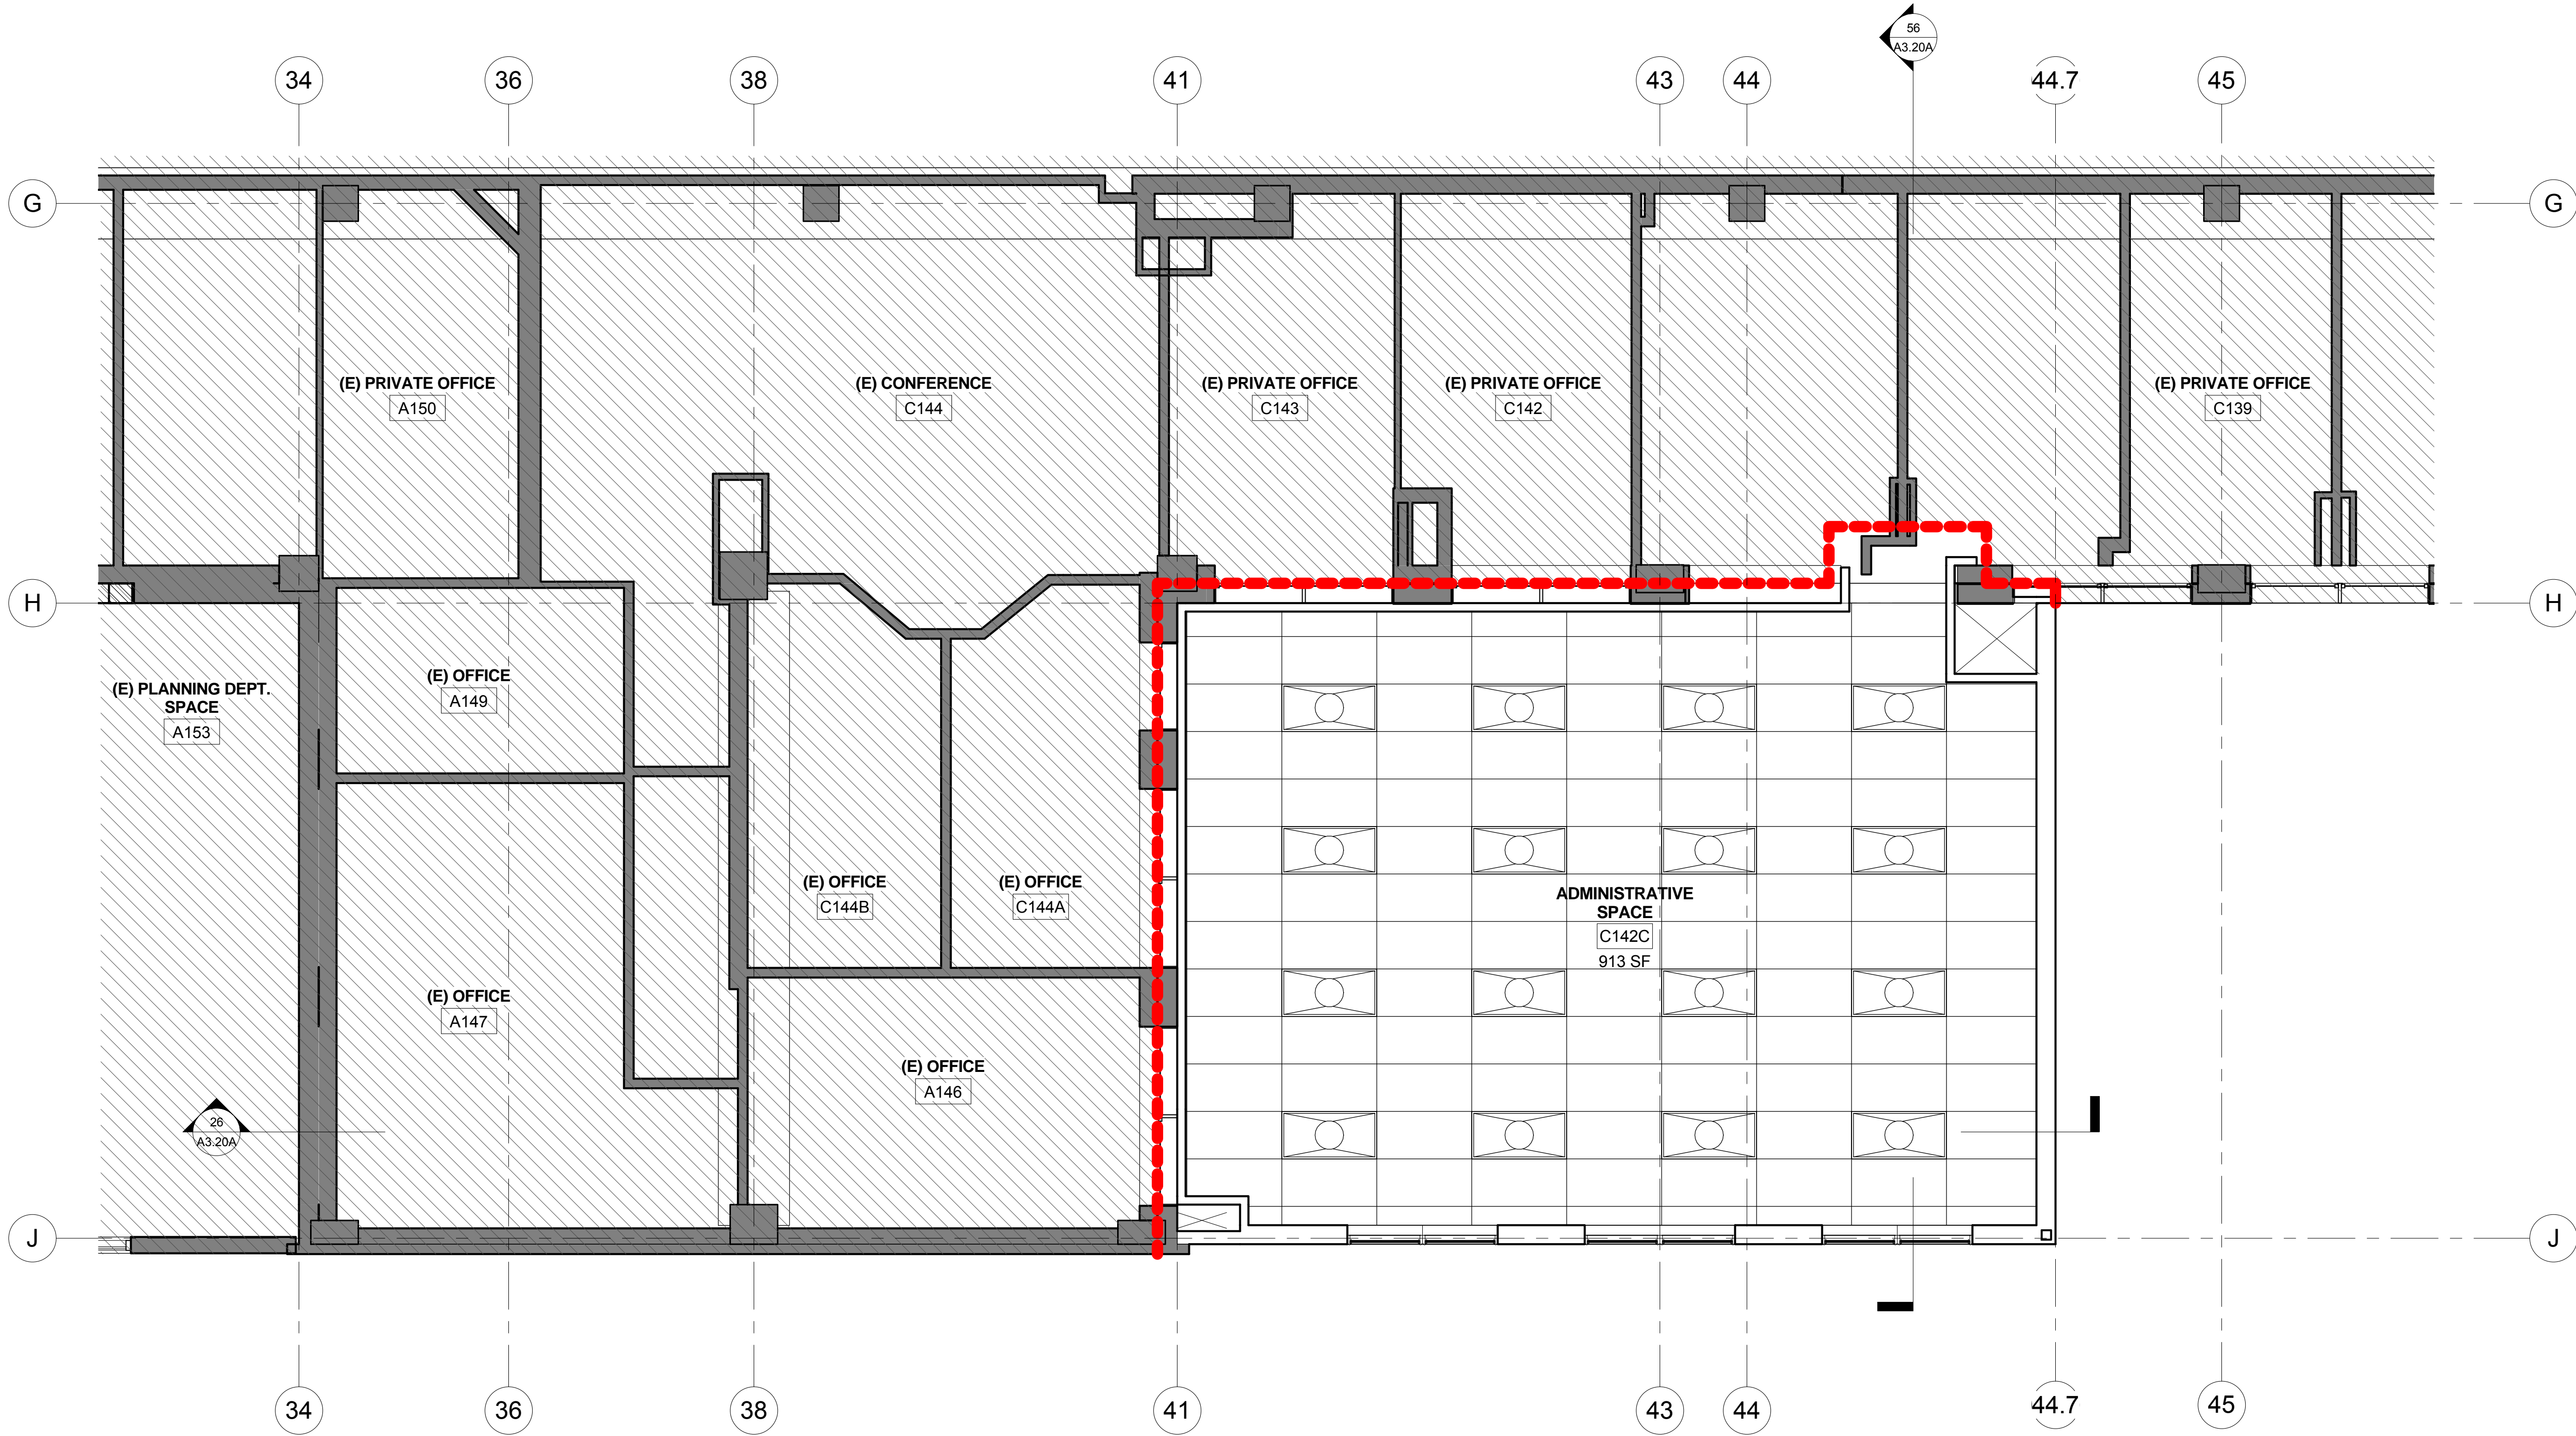 56
A3.20A
34
36
38
41
43
44
44.7
45
G
G
(E) PRIVATE OFFICE
A150
(E) CONFERENCE
C144
(E) PRIVATE OFFICE
C143
(E) PRIVATE OFFICE
C142
(E) PRIVATE OFFICE
C139
H
H
(E) PLANNING DEPT.
SPACE
A153
(E) OFFICE
A149
(E) OFFICE
C144B
(E) OFFICE
C144A
ADMINISTRATIVE
SPACE
C142C
913 SF
(E) OFFICE
A147
(E) OFFICE
A146
26
A3.20A
J
J
34
36
38
41
43
44
44.7
45